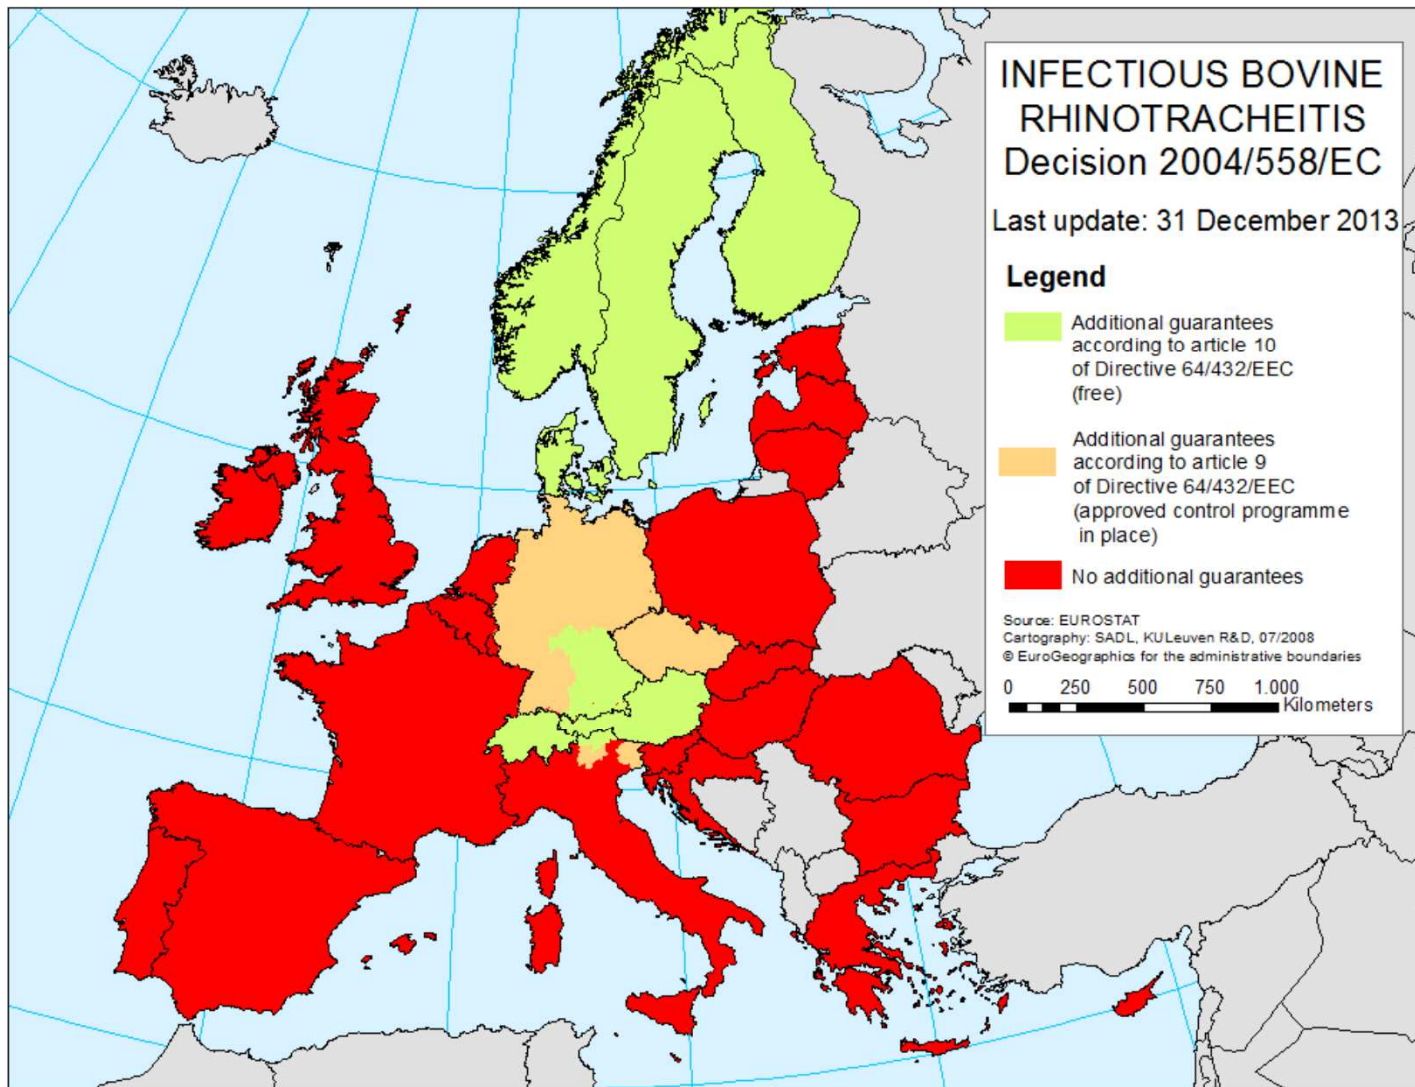 INFECTIOUS BOVINE
RHINOTRACHEITIS
Decision 2004/558/EC
Last update: 31 December 2013
Legend
Additional guarantees
according to article 10
of Directive 64/432/EEC
(free)
Additional guarantees
according to article 9
of Directive 64/432/EEC
(approved control programme
in place)
No additional guarantees
Source: EUROSTAT
Cartography: SADL, KULeuven R&D, 07/2008
© EuroGeographics for the administrative boundaries
0 250 500 750 1.000
Kilometers